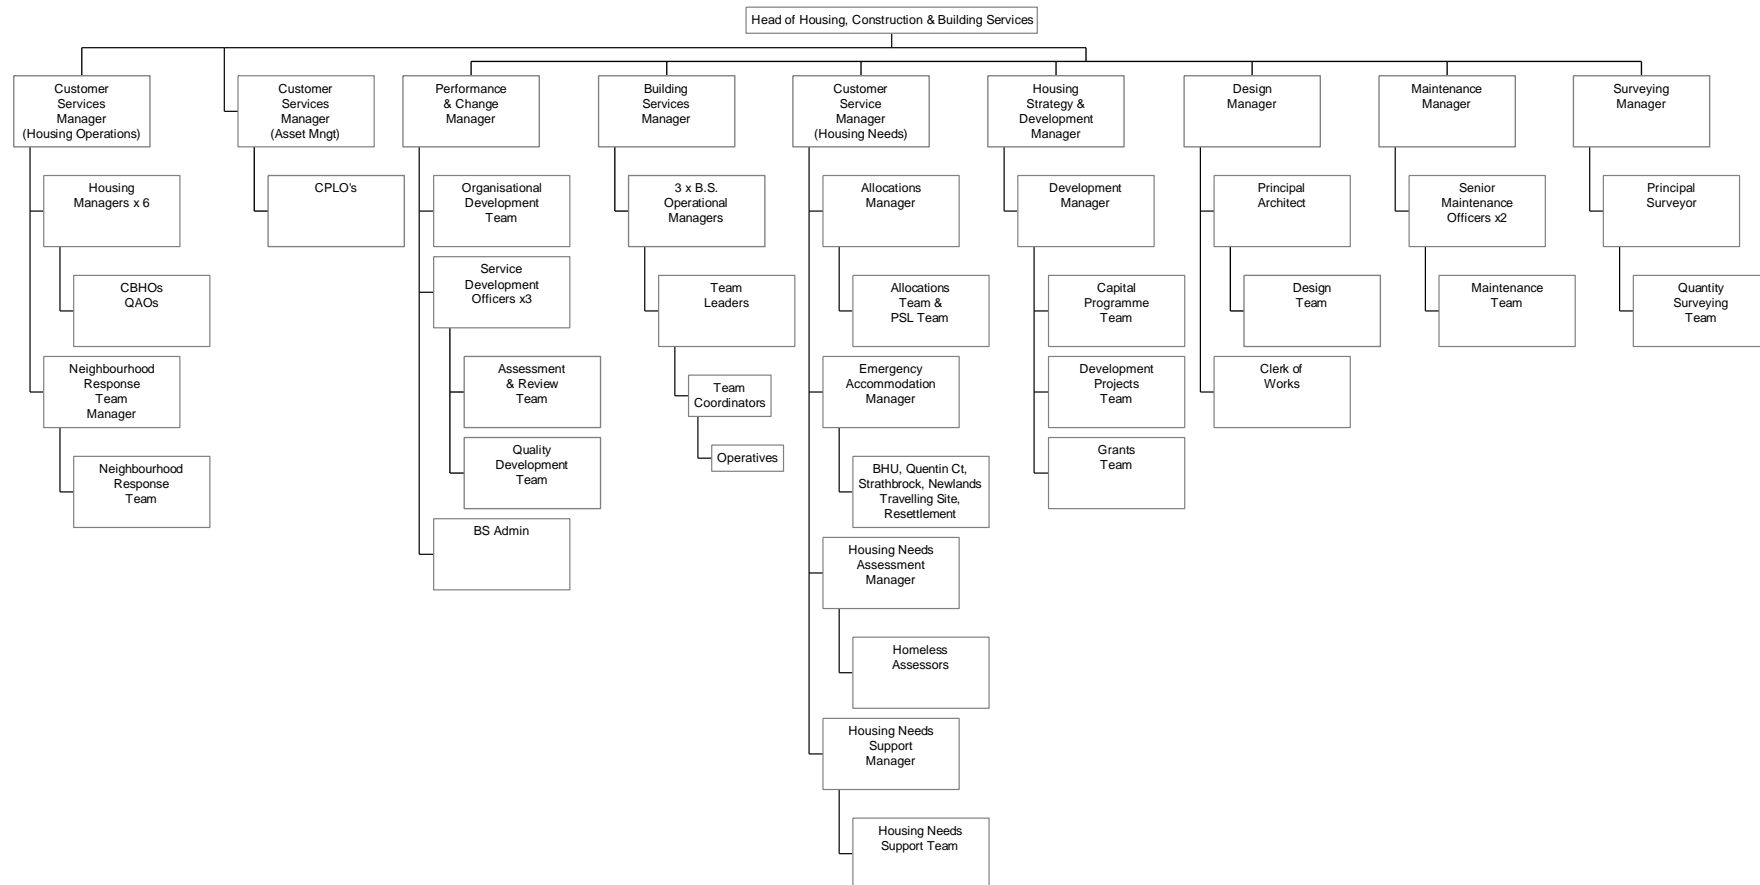 Head of Housing, Construction & Building Services
Customer
Services
Manager
(Housing Operations)
Customer
Services
Manager
(Asset Mngt)
Performance
& Change
Manager
Building
Services
Manager
Customer
Service
Manager
(Housing Needs)
Housing
Strategy &
Development
Manager
Design
Manager
Maintenance
Manager
Surveying
Manager
Housing
Managers x 6
CPLO's
Organisational
Development
Team
3 x B.S.
Operational
Managers
Allocations
Manager
Development
Manager
Principal
Architect
Senior
Maintenance
Officers x2
Principal
Surveyor
CBHOs
QAOs
Service
Development
Officers x3
Team
Leaders
Allocations
Team &
PSL Team
Capital
Programme
Team
Design
Team
Maintenance
Team
Quantity
Surveying
Team
Neighbourhood
Response
Team
Manager
Assessment
& Review
Team
Team
Coordinators
Emergency
Accommodation
Manager
Development
Projects
Team
Clerk of
Works
Neighbourhood
Response
Team
Quality
Development
Team
Operatives
BHU, Quentin Ct,
Strathbrock, Newlands
Travelling Site,
Resettlement
Grants
Team
BS Admin
Housing Needs
Assessment
Manager
Homeless
Assessors
Housing Needs
Support
Manager
Housing Needs
Support Team